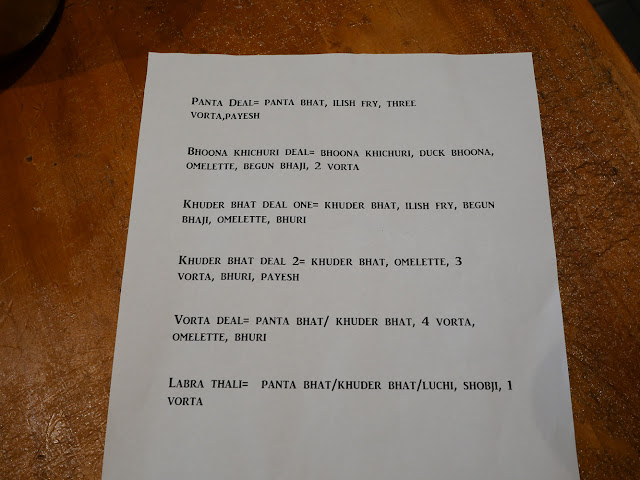 Panta Deal= panta bhat, ilish fry, three
vorta,payesh
Bhoona khichuri deal= bhoona khichuri, duck bhoona,
omelette, begun bhaji, 2 vorta
Khuder bhat deal one= khuder bhat, ilish fry, begun
bhaji, omelette, bhuri
Khuder bhat deal 2= khuder bhat, omelette, 3
vorta, bhuri, payesh
Vorta deal= panta bhat/ khuder bhat, 4 vorta,
omelette, bhuri
Labra thali= panta bhat/khuder bhat/luchi, shobji, 1
vorta